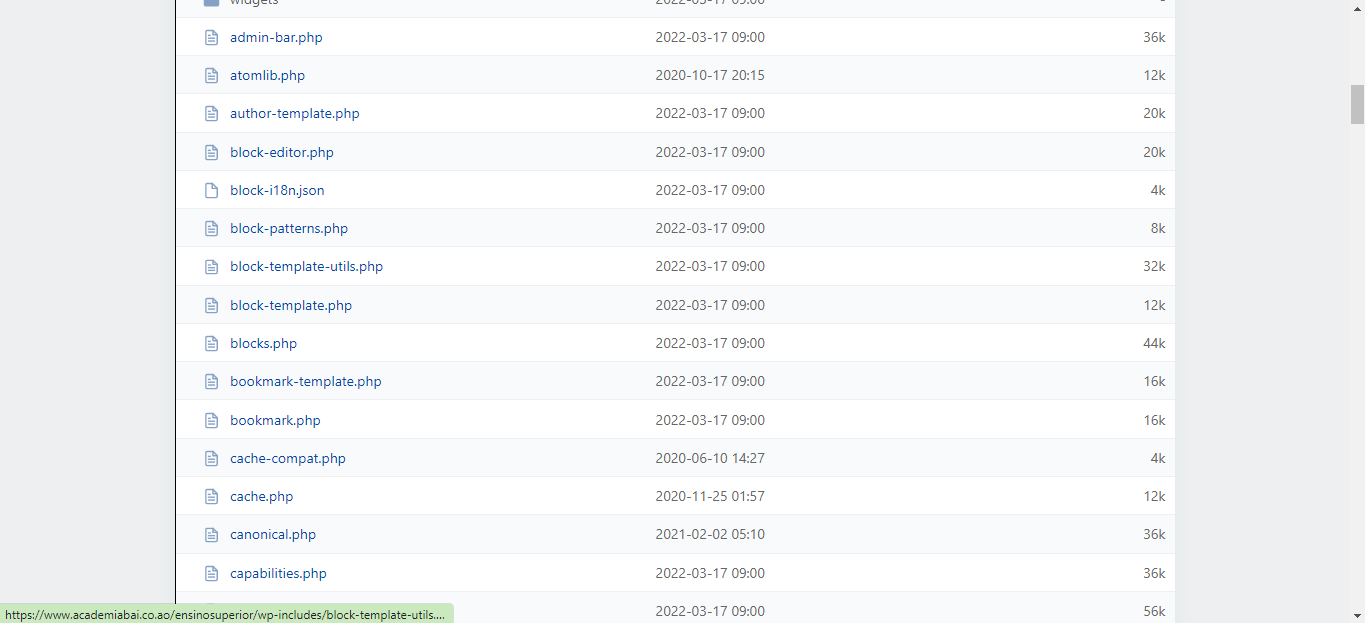 widgets 2022-03-17 09:00 -
admin-bar.php 2022-03-17 09:00 36k
atomlib.php 2020-10-17 20:15 12k
author-template.php 2022-03-17 09:00 20k
block-editor.php 2022-03-17 09:00 20k
block-i18n.json 2022-03-17 09:00 4k
block-patterns.php 2022-03-17 09:00 8k
block-template-utils.php 2022-03-17 09:00 32k
block-template.php 2022-03-17 09:00 12k
blocks.php 2022-03-17 09:00 44k
bookmark-template.php 2022-03-17 09:00 16k
bookmark.php 2022-03-17 09:00 16k
cache-compat.php 2020-06-10 14:27 4k
cache.php 2020-11-25 01:57 12k
canonical.php 2021-02-02 05:10 36k
capabilities.php 2022-03-17 09:00 36k
2022-03-17 09:00 56k
https://www.academiabai.co.ao/ensinosuperior/wp-includes/block-template-utils....